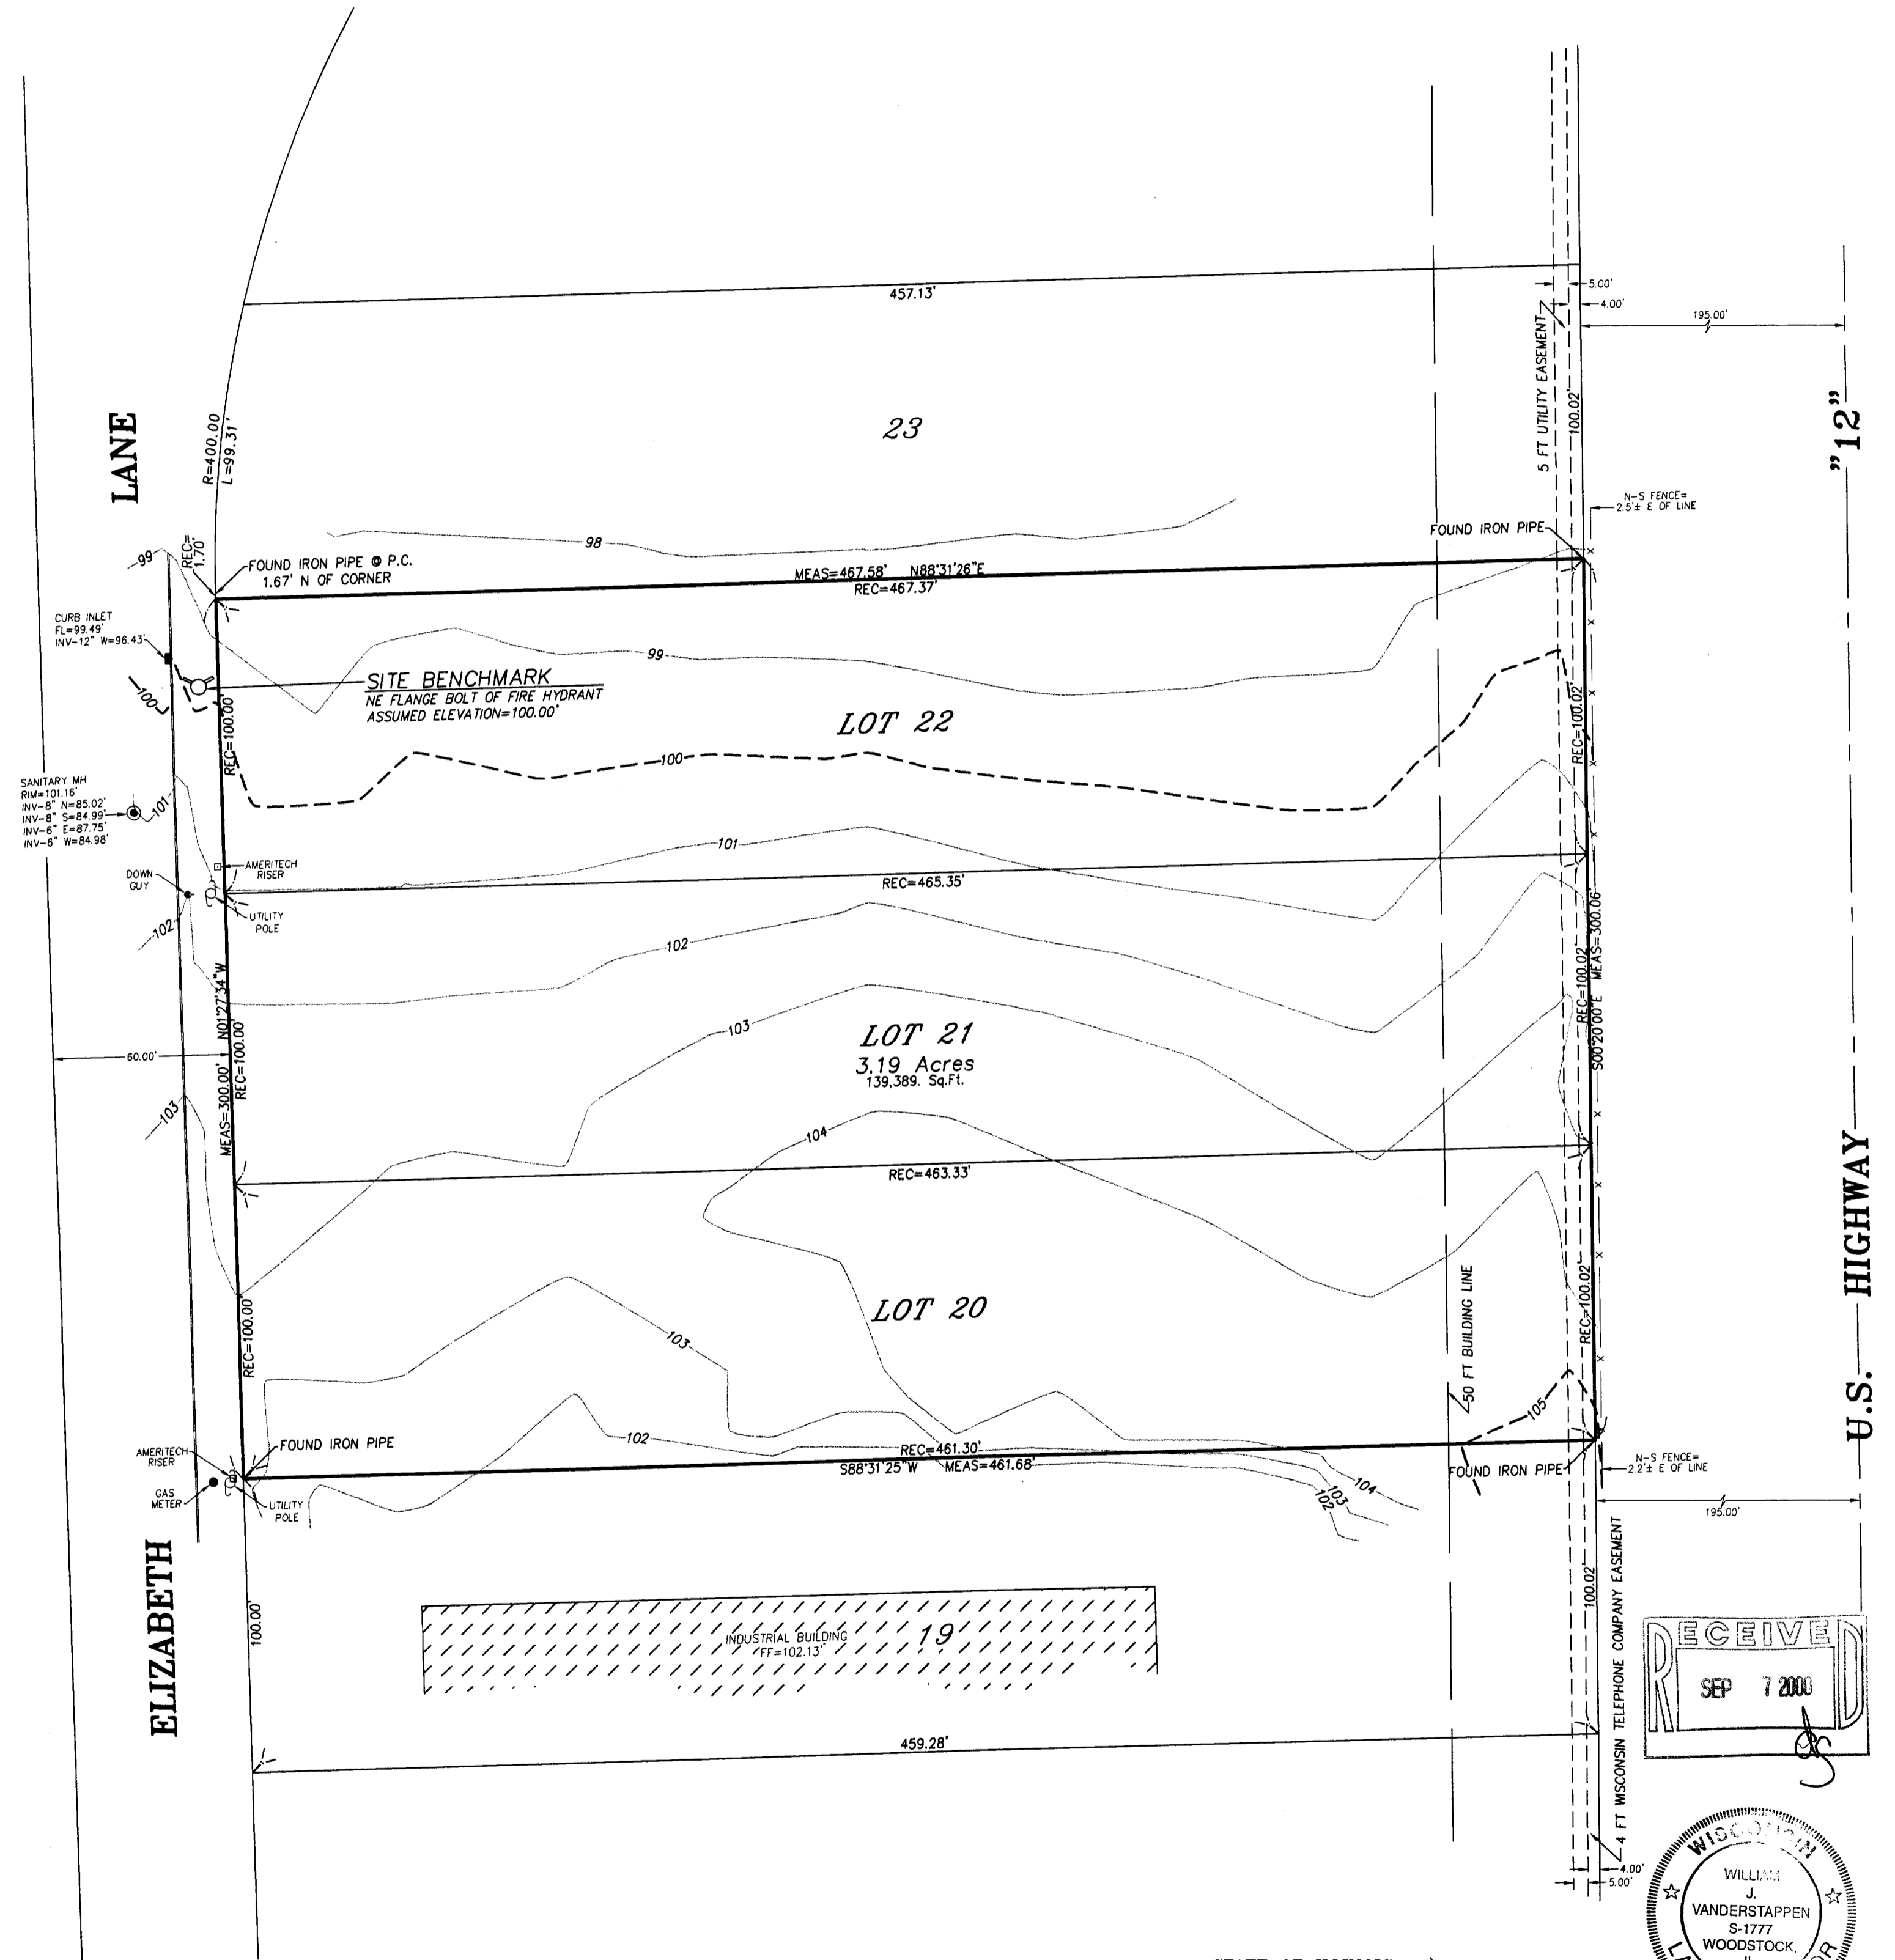 457.13'
5.00'
4.00'
195.00'
5 FT UTILITY EASEMENT
100.02'
"12"
LANE
R=400.00
L=99.31'
23
N-S FENCE=
2.5'± E OF LINE
FOUND IRON PIPE
98
99
REC=
1.70'
FOUND IRON PIPE @ P.C.
1.67' N OF CORNER
MEAS=467.58' N88°31'26"E
REC=467.37'
CURB INLET
FL=99.49'
INV-12" W=96.43'
99
SITE BENCHMARK
NE FLANGE BOLT OF FIRE HYDRANT
ASSUMED ELEVATION=100.00'
100
REC=100.00'
LOT 22
REC=100.02'
100
SANITARY MH
RIM=101.16'
INV-8" N=85.02'
INV-8" S=84.99'
INV-6" E=87.75'
INV-6" W=84.98'
101
101
AMERITECH
RISER
DOWN
GUY
REC=465.35'
UTILITY
POLE
102
102
N01°27'34"W
MEAS=300.00'
REC=100.00'
103
LOT 21
3.19 Acres
139,389. Sq.Ft.
REC=100.02'
S00°20'00"E MEAS=300.06'
60.00'
103
104
REC=463.33'
U.S. HIGHWAY
LOT 20
REC=100.00'
103
50 FT BUILDING LINE
REC=100.02'
105
102
REC=461.30'
S88°31'25"W MEAS=461.68'
FOUND IRON PIPE
AMERITECH
RISER
GAS
METER
UTILITY
POLE
FOUND IRON PIPE
N-S FENCE=
2.2'± E OF LINE
104
103
102
195.00'
ELIZABETH
100.00'
INDUSTRIAL BUILDING
FF=102.13'
19
100.02'
4 FT WISCONSIN TELEPHONE COMPANY EASEMENT
RECEIVED
SEP 7 2000
459.28'
4.00'
5.00'
WISCONSIN
WILLIAM
J.
VANDERSTAPPEN
S-1777
WOODSTOCK,